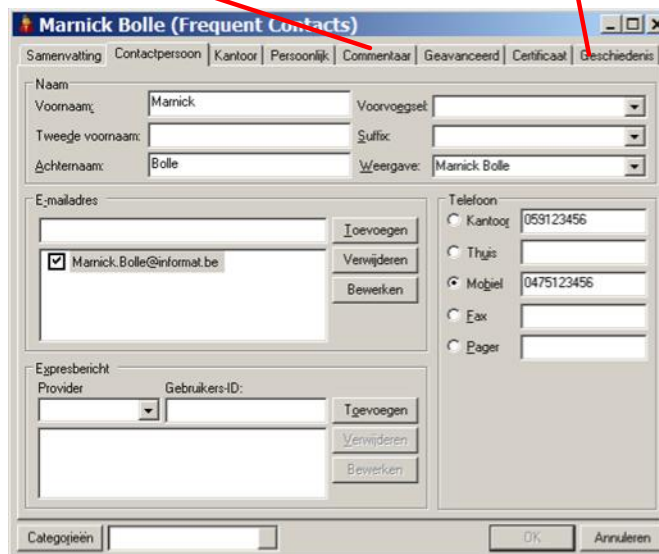 Marnick Bolle (Frequent Contacts)
Samenvatting Contactpersoon Kantoor Persoonlijk Commentaar Geavanceerd Certificaat Geschiedenis
Naam
Voornaam: Marnick Voorvoegsel:
Tweede voornaam: Suffix:
Achternaam: Bolle Weergave: Marnick Bolle
E-mailadres Telefoon
Toevoegen Kantoor 059123456
Marnick.Bolle@informat.be Verwijderen Thuis
Bewerken Mobiel 0475123456
Fax
Pager
Expresbericht
Provider Gebruikers-ID:
Toevoegen
Verwijderen
Bewerken
Categorieën OK Annuleren